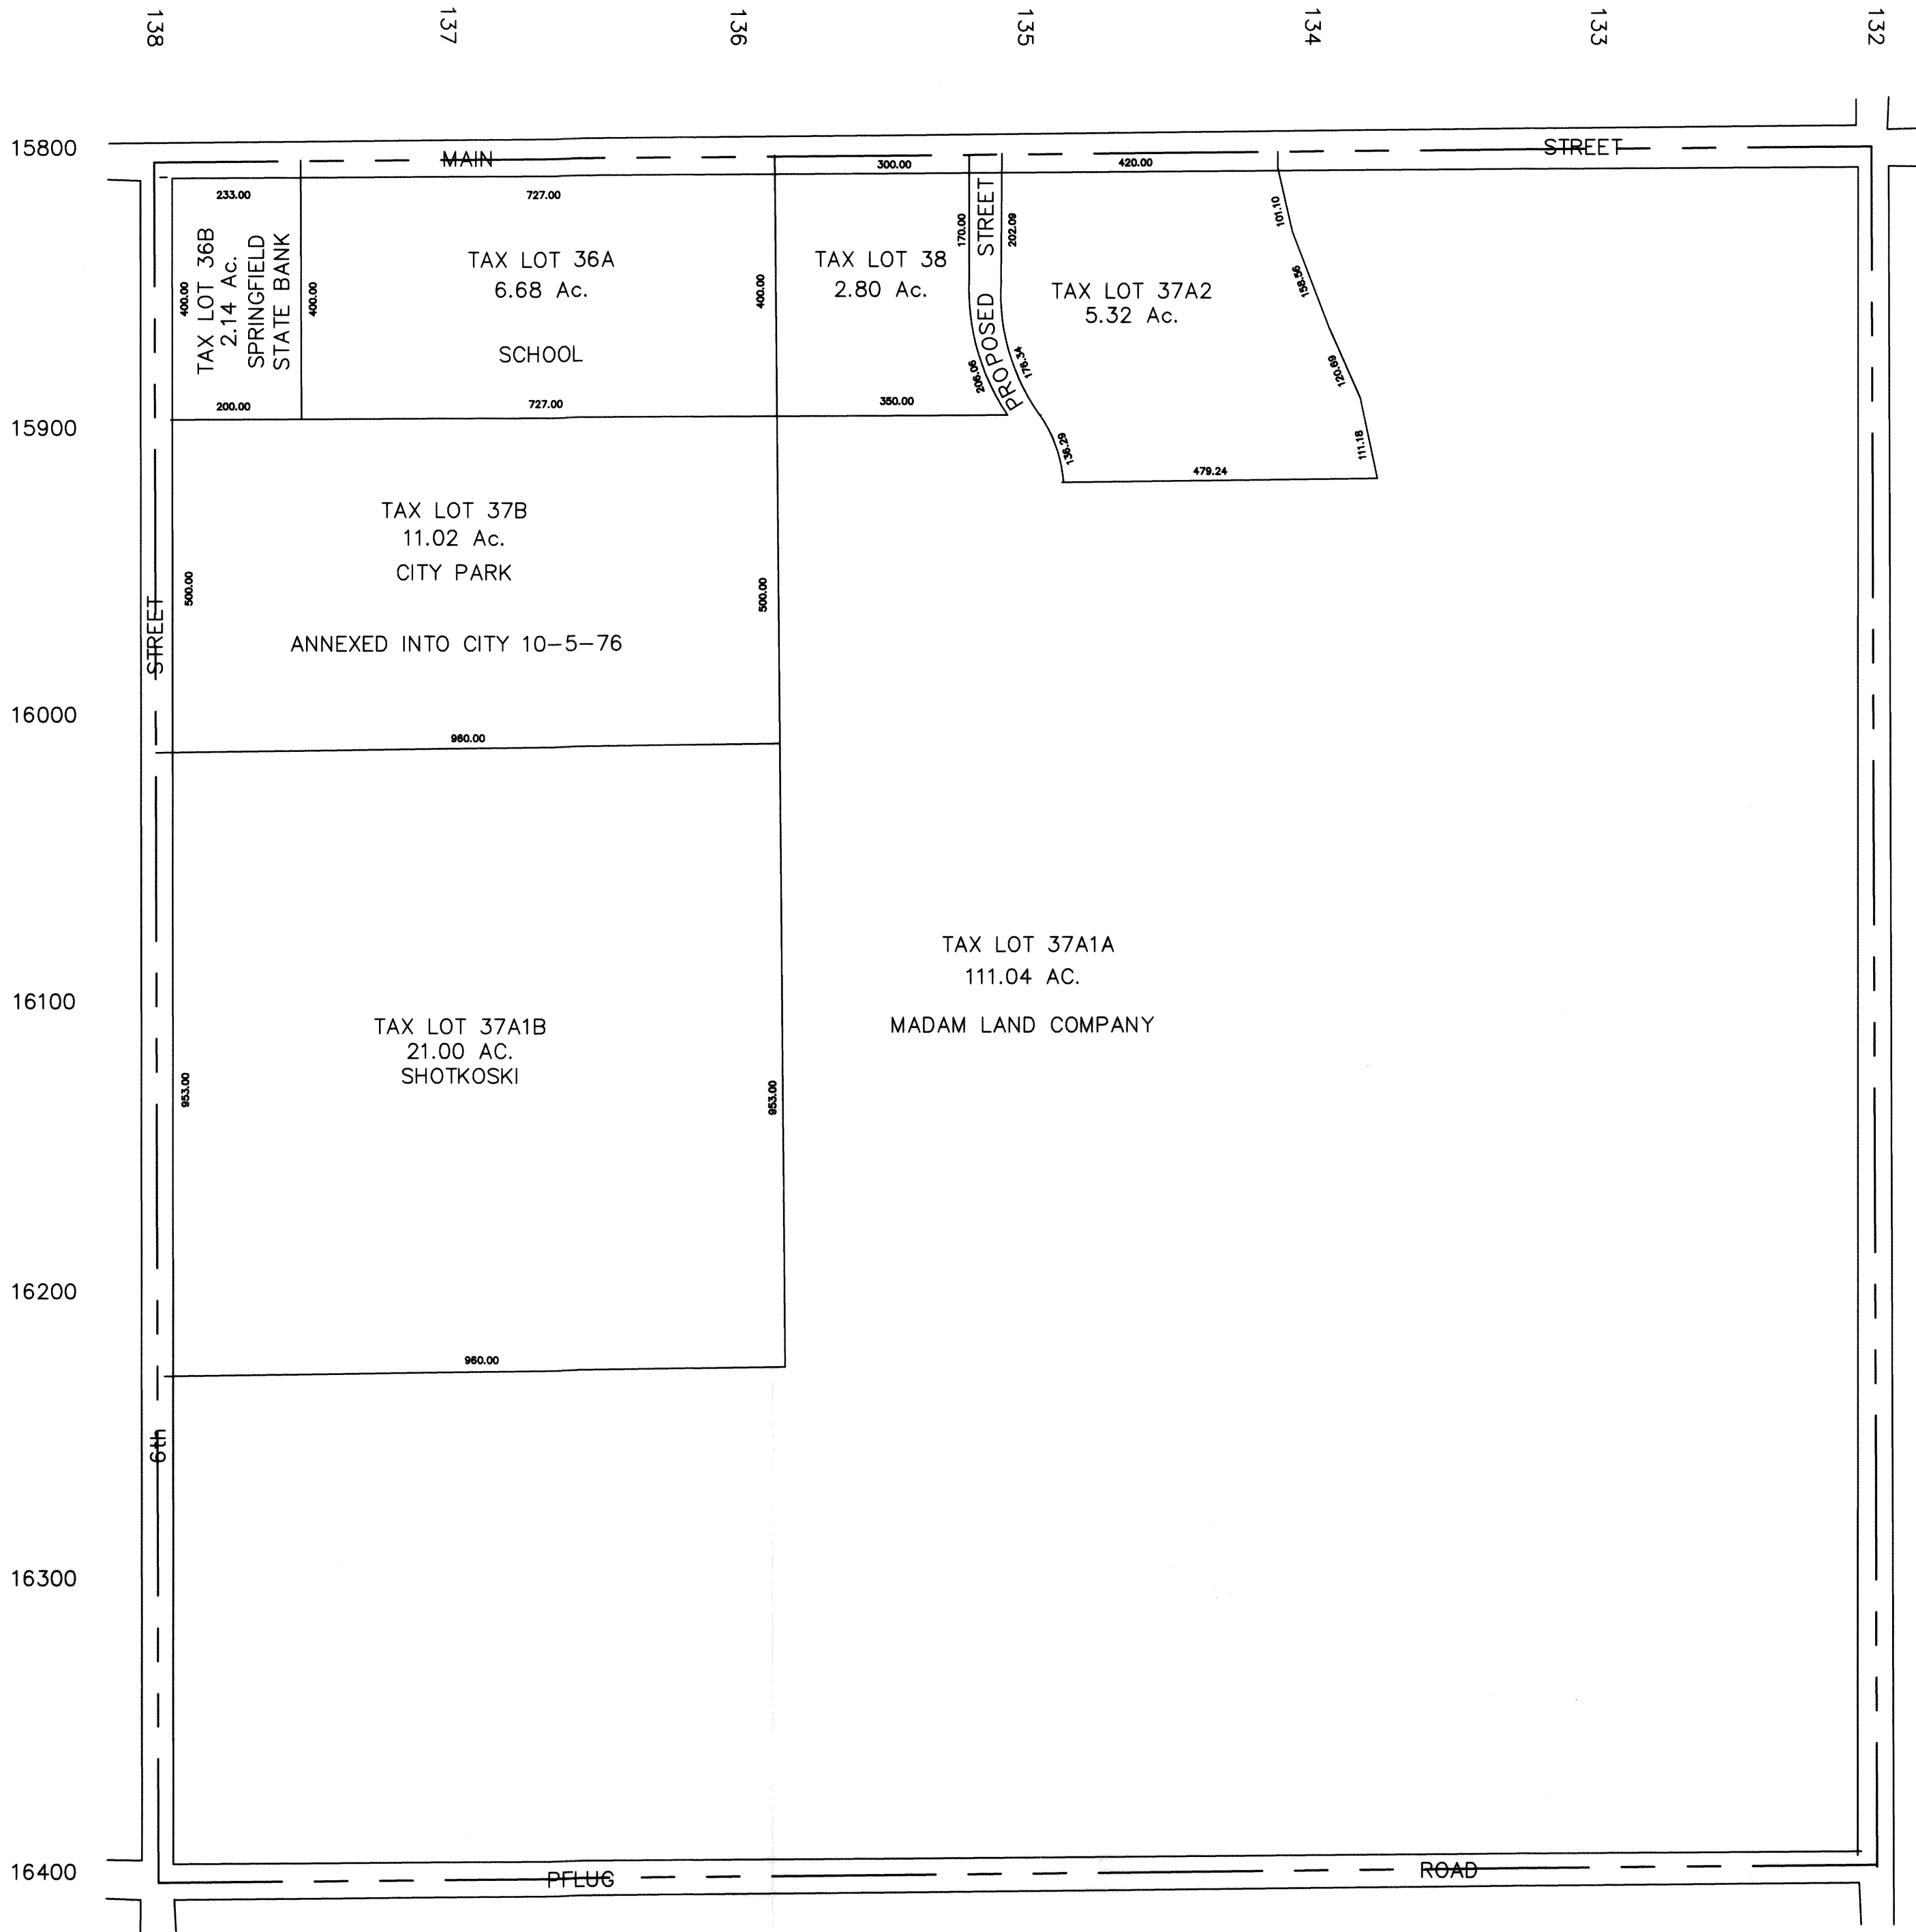 138
137
136
135
134
133
132
15800
MAIN
STREET
300.00
420.00
233.00
727.00
101.10
TAX LOT 36B
2.14 Ac.
SPRINGFIELD
STATE BANK
400.00
400.00
TAX LOT 36A
6.68 Ac.
SCHOOL
400.00
TAX LOT 38
2.80 Ac.
170.00
206.06
PROPOSED STREET
202.09
176.34
136.29
TAX LOT 37A2
5.32 Ac.
158.56
120.69
111.18
200.00
727.00
350.00
479.24
15900
TAX LOT 37B
11.02 Ac.
CITY PARK
ANNEXED INTO CITY 10-5-76
500.00
500.00
STREET
16000
960.00
TAX LOT 37A1A
111.04 AC.
MADAM LAND COMPANY
16100
TAX LOT 37A1B
21.00 AC.
SHOTKOSKI
953.00
953.00
16200
960.00
6th
16300
16400
PFLUG
ROAD